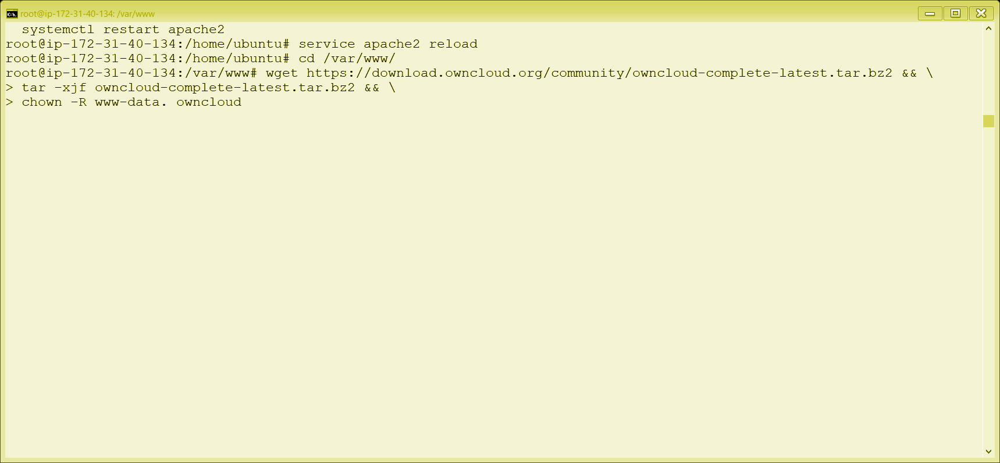 root@ip-172-31-40-134: /var/www
systemctl restart apache2
root@ip-172-31-40-134:/home/ubuntu# service apache2 reload
root@ip-172-31-40-134:/home/ubuntu# cd /var/www/
root@ip-172-31-40-134:/var/www# wget https://download.owncloud.org/community/owncloud-complete-latest.tar.bz2 && \
> tar -xjf owncloud-complete-latest.tar.bz2 && \
> chown -R www-data. owncloud